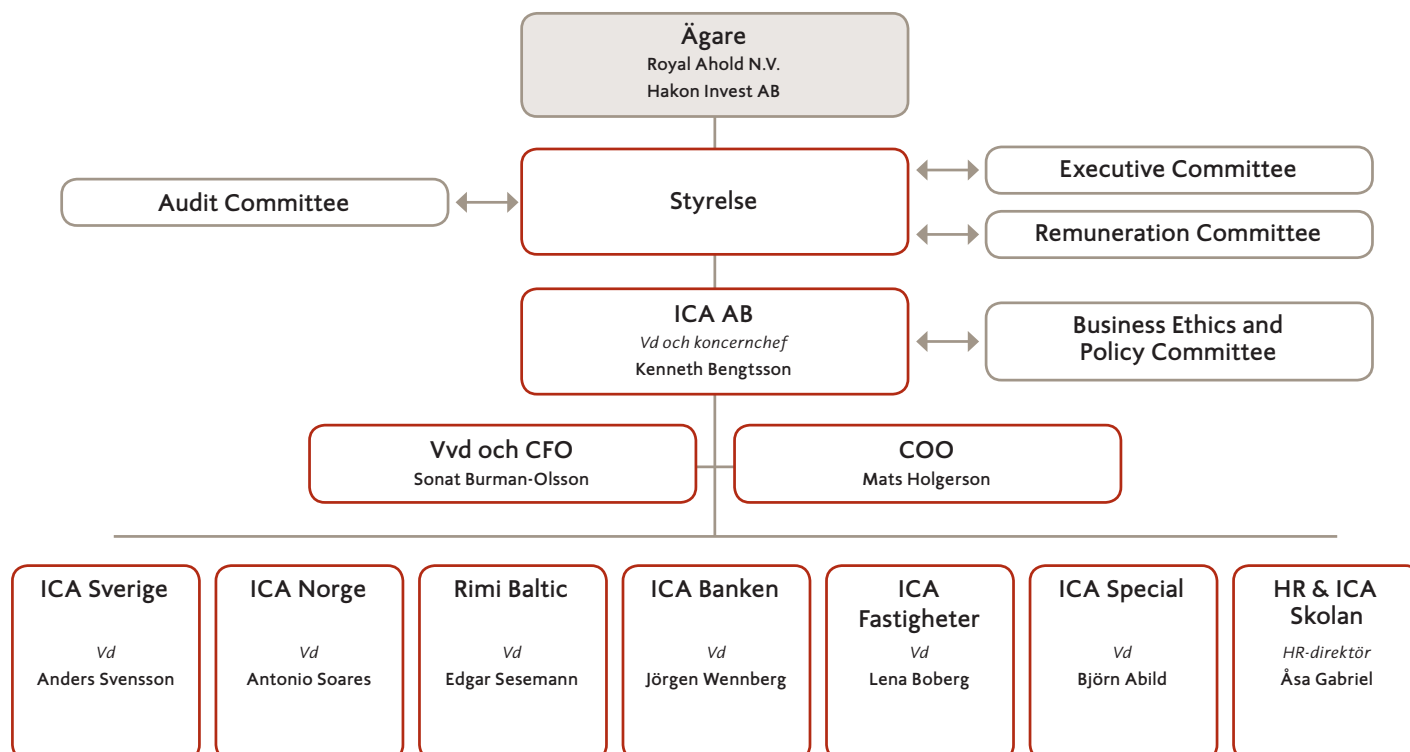 Ägare
Royal Ahold N.V.
Hakon Invest AB
Audit Committee
Styrelse
Executive Committee
Remuneration Committee
ICA AB
Vd och koncernchef
Kenneth Bengtsson
Business Ethics and
Policy Committee
Vvd och CFO
Sonat Burman-Olsson
COO
Mats Holgerson
ICA Sverige
Vd
Anders Svensson
ICA Norge
Vd
Antonio Soares
Rimi Baltic
Vd
Edgar Sesemann
ICA Banken
Vd
Jörgen Wennberg
ICA
Fastigheter
Vd
Lena Boberg
ICA Special
Vd
Björn Abild
HR & ICA
Skolan
HR-direktör
Åsa Gabriel